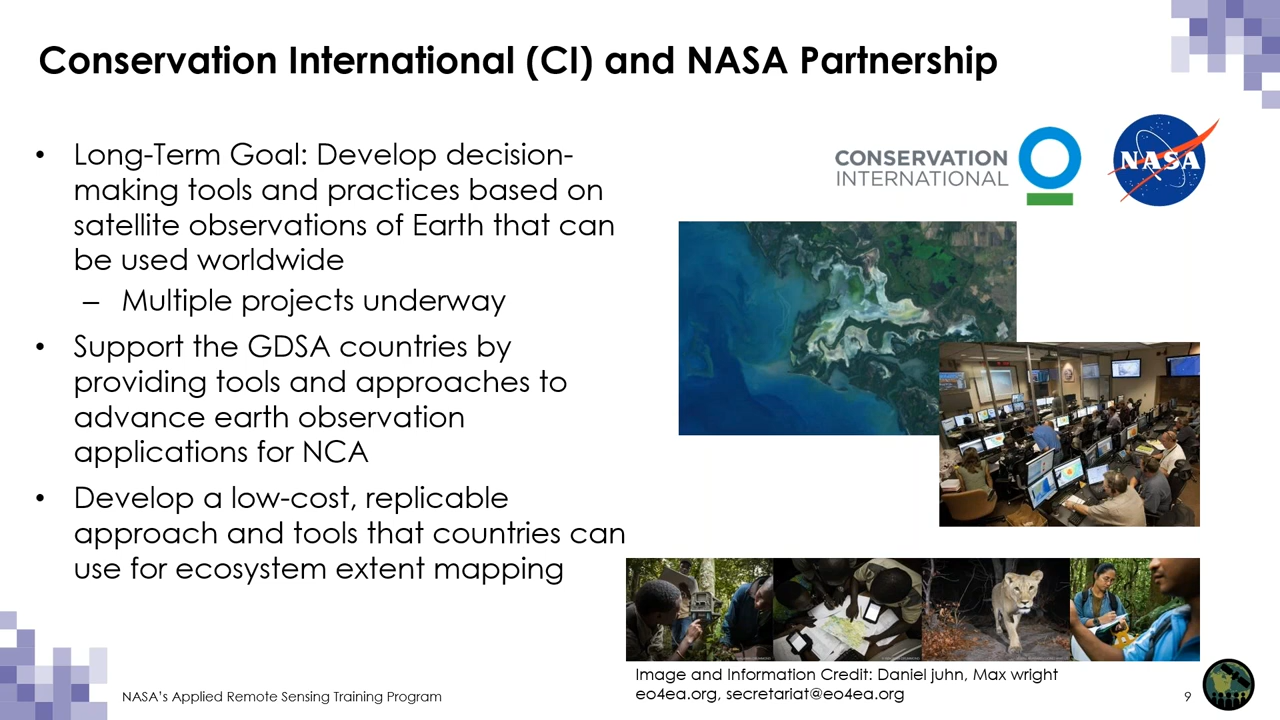 Conservation International (CI) and NASA Partnership
• Long-Term Goal: Develop decision-
making tools and practices based on
satellite observations of Earth that can
be used worldwide
– Multiple projects underway
• Support the GDSA countries by
providing tools and approaches to
advance earth observation
applications for NCA
• Develop a low-cost, replicable
approach and tools that countries can
use for ecosystem extent mapping
CONSERVATION
INTERNATIONAL
NASA
Image and Information Credit: Daniel juhn, Max wright
eo4ea.org, secretariat@eo4ea.org
NASA's Applied Remote Sensing Training Program
9